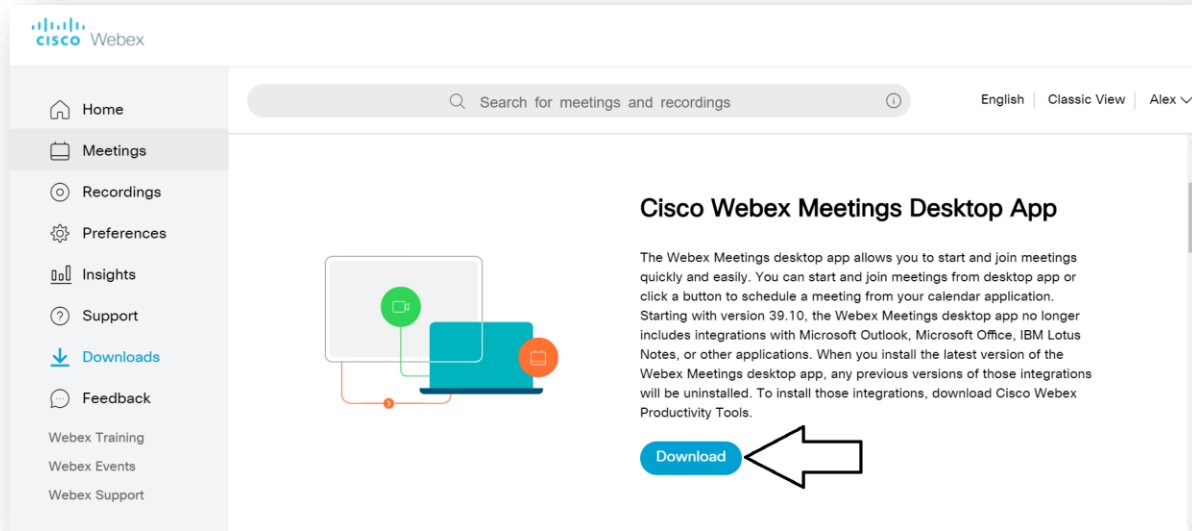 CISCO Webex
Home
Meetings
Recordings
Preferences
Insights
Support
Downloads
Feedback
Webex Training
Webex Events
Webex Support
Search for meetings and recordings
English
Classic View
Alex
Cisco Webex Meetings Desktop App
The Webex Meetings desktop app allows you to start and join meetings
quickly and easily. You can start and join meetings from desktop app or
click a button to schedule a meeting from your calendar application.
Starting with version 39.10, the Webex Meetings desktop app no longer
includes integrations with Microsoft Outlook, Microsoft Office, IBM Lotus
Notes, or other applications. When you install the latest version of the
Webex Meetings desktop app, any previous versions of those integrations
will be uninstalled. To install those integrations, download Cisco Webex
Productivity Tools.
Download